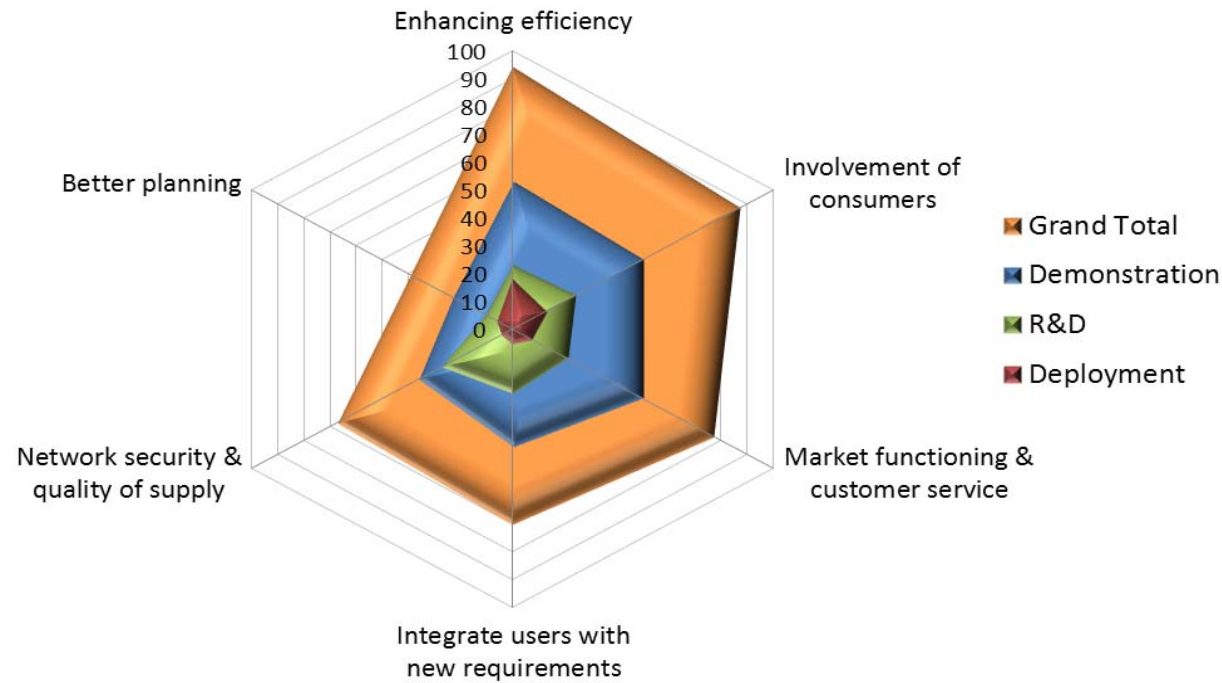 Enhancing efficiency
100
90
80
70
60
50
40
30
20
10
0
Involvement of
consumers
Market functioning &
customer service
Integrate users with
new requirements
Network security &
quality of supply
Better planning
Grand Total
Demonstration
R&D
Deployment